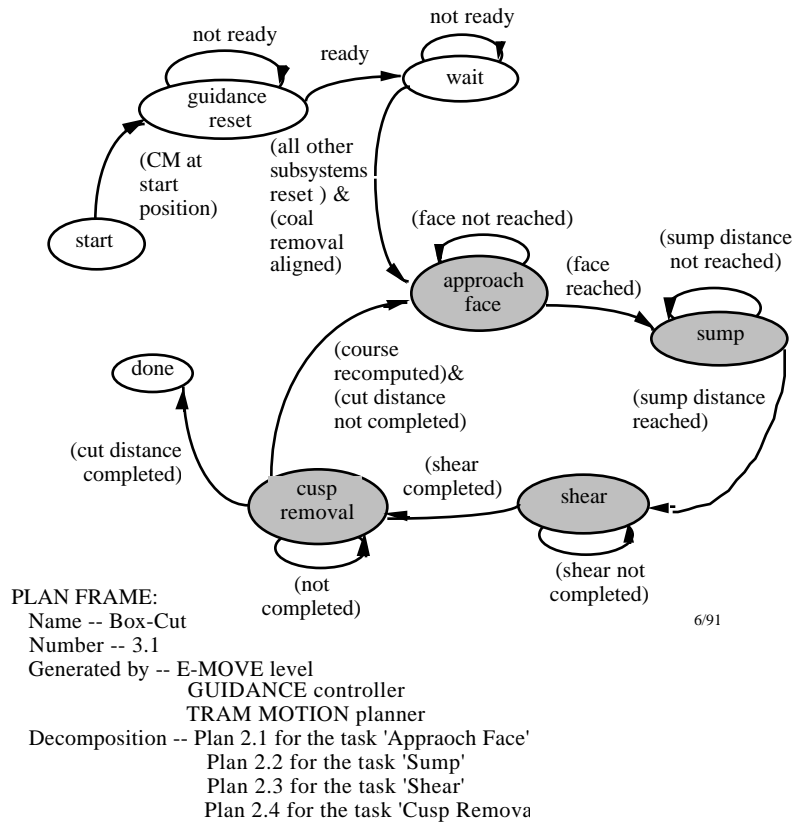 not ready
not ready
ready
wait
guidance
reset
(CM at
start
position)
(all other
subsystems
reset ) &
(coal
removal
aligned)
start
(face not reached)
(sump distance
not reached)
approach
face
(face
reached)
sump
done
(course
recomputed)&
(cut distance
not completed)
(sump distance
reached)
(cut distance
completed)
cusp
removal
(shear
completed)
shear
(not
completed)
(shear not
completed)
PLAN FRAME:
6/91
Name -- Box-Cut
Number -- 3.1
Generated by -- E-MOVE level
GUIDANCE controller
TRAM MOTION planner
Decomposition -- Plan 2.1 for the task 'Appraoch Face'
Plan 2.2 for the task 'Sump'
Plan 2.3 for the task 'Shear'
Plan 2.4 for the task 'Cusp Remova